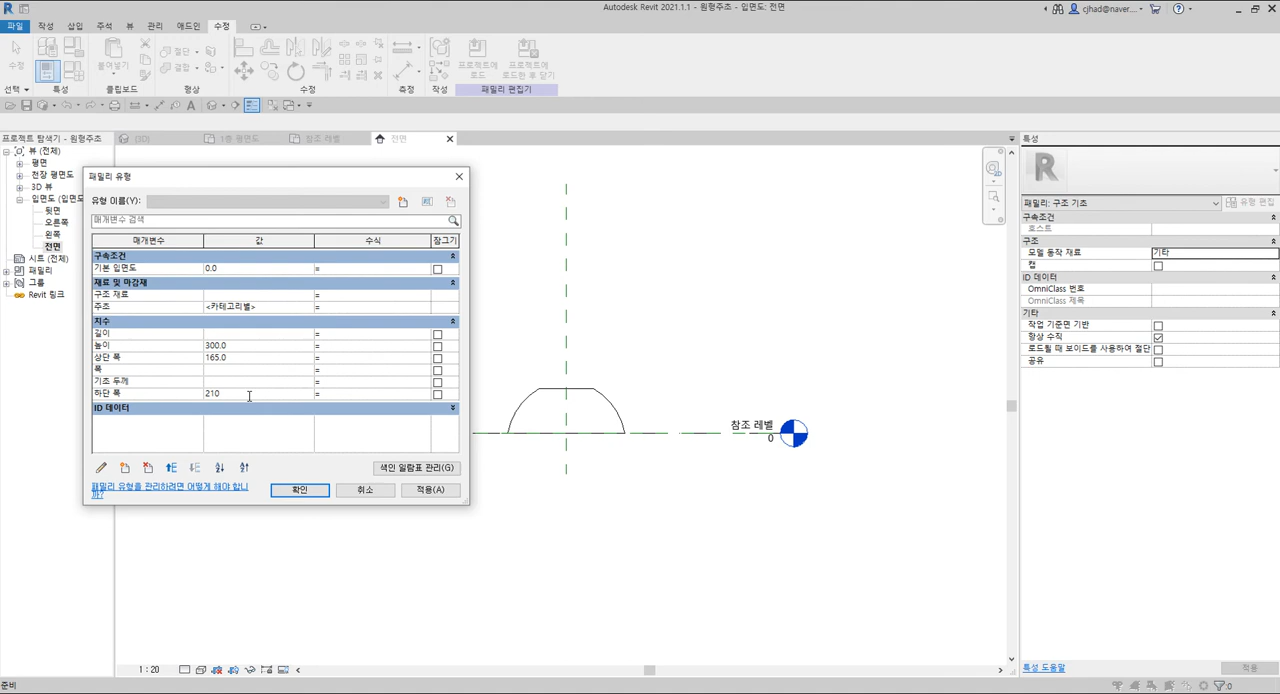 Autodesk Revit 2021.1.1 - 원형주초 - 입면도: 전면
cjhad@naver....
파일 작성 삽입 주석 뷰 관리 애드인 수정
수정
붙여넣기
절단
결합
프로젝트에 로드
프로젝트에 로드한 후 닫기
선택 특성 클립보드 형상 수정 측정 작성 패밀리 편집기
프로젝트 탐색기 - 원형주초
뷰 (전체)
평면
천장 평면도
3D 뷰
입면도 (입면도
뒷면
오른쪽
왼쪽
전면
시트 (전체)
패밀리
그룹
Revit 링크
{3D} 1층 평면도 참조 레벨 전면
패밀리 유형
유형 이름(Y):
매개변수 검색
매개변수 값 수식 잠그기
구속조건
기본 입면도 0.0 =
재료 및 마감재
구조 재료 =
주초 <카테고리별> =
치수
길이 =
높이 300.0 =
상단 폭 165.0 =
폭 =
기초 두께 =
하단 폭 210 =
ID 데이터
색인 일람표 관리(G)
패밀리 유형을 관리하려면 어떻게 해야 합니까?
확인 취소 적용(A)
참조 레벨
0
특성
R
패밀리: 구조 기초
유형 편집
구속조건
호스트
구조
모델 동작 재료 기타
캡
ID 데이터
OmniClass 번호
OmniClass 제목
기타
작업 기준면 기반
항상 수직
로드될 때 보이드를 사용하여 절단
공유
1 : 20
특성 도움말
적용
준비
:0